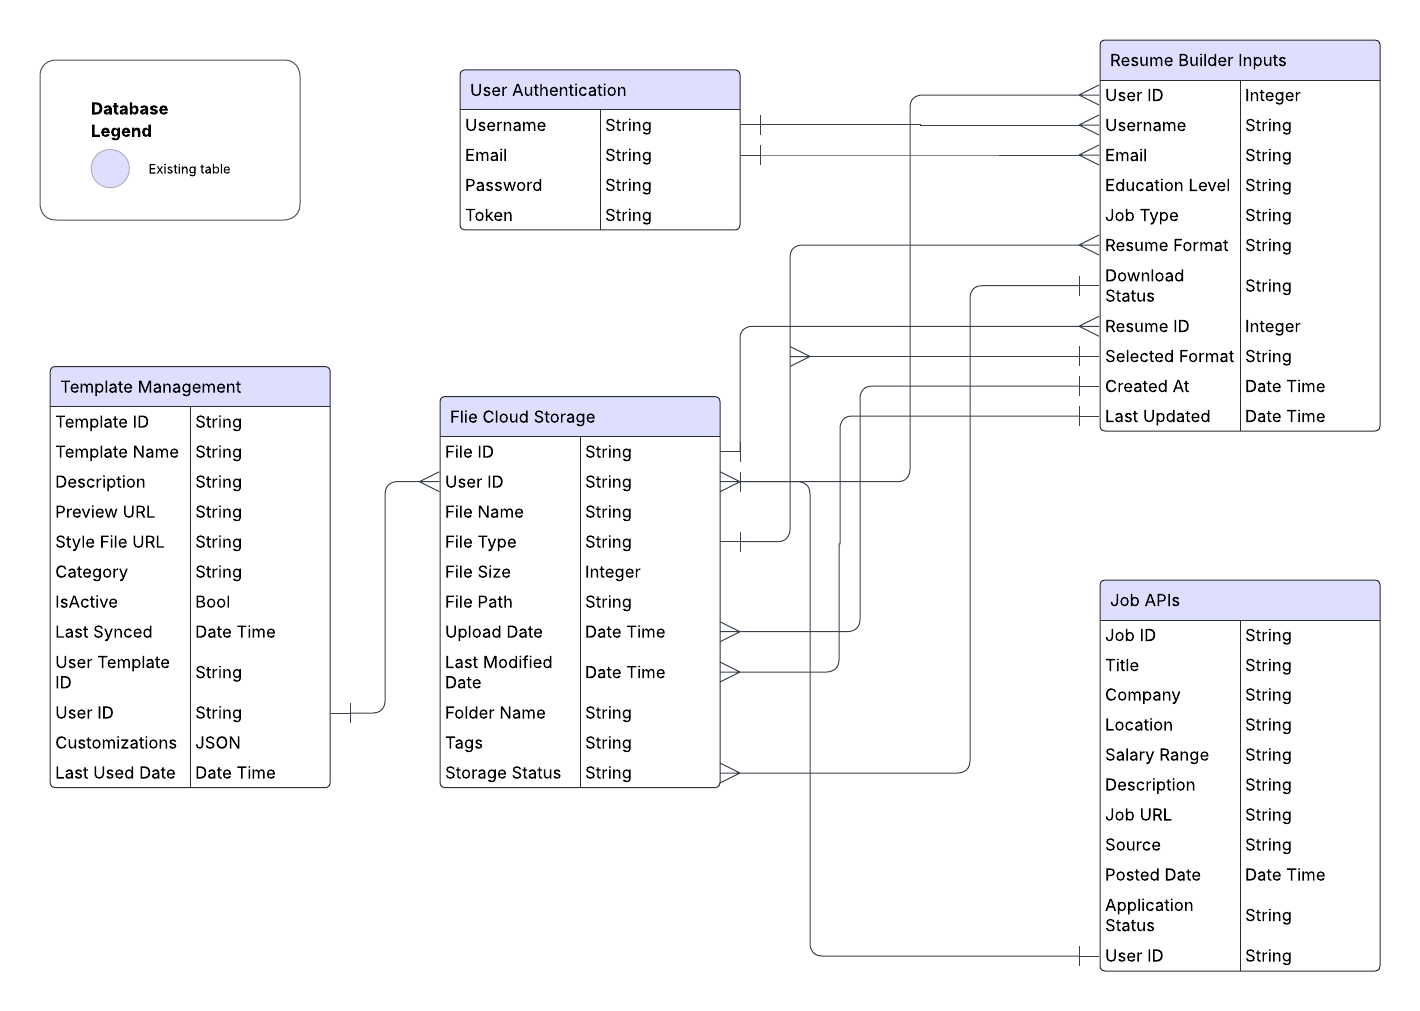 Database
Legend
Existing table
User Authentication
Username String
Email String
Password String
Token String
Resume Builder Inputs
User ID Integer
Username String
Email String
Education Level String
Job Type String
Resume Format String
Download
Status String
Resume ID Integer
Selected Format String
Created At Date Time
Last Updated Date Time
Template Management
Template ID String
Template Name String
Description String
Preview URL String
Style File URL String
Category String
IsActive Bool
Last Synced Date Time
User Template
ID String
User ID String
Customizations JSON
Last Used Date Date Time
Flie Cloud Storage
File ID String
User ID String
File Name String
File Type String
File Size Integer
File Path String
Upload Date Date Time
Last Modified
Date Date Time
Folder Name String
Tags String
Storage Status String
Job APIs
Job ID String
Title String
Company String
Location String
Salary Range String
Description String
Job URL String
Source String
Posted Date Date Time
Application
Status String
User ID String